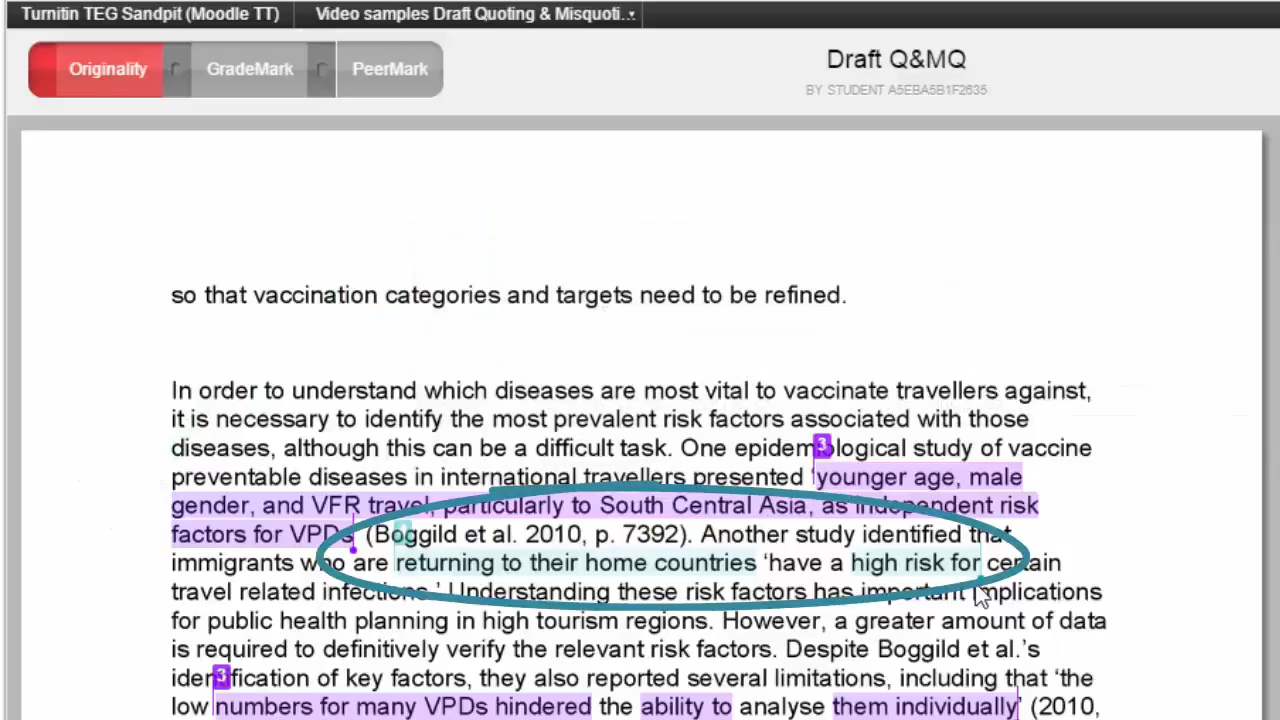 Turnitin TEG Sandpit (Moodle TT) Video samples Draft Quoting & Misquoti..
Originality GradeMark PeerMark
Draft Q&MQ
BY STUDENT A5EBA5B1F2635
so that vaccination categories and targets need to be refined.
In order to understand which diseases are most vital to vaccinate travellers against,
it is necessary to identify the most prevalent risk factors associated with those
3
diseases, although this can be a difficult task. One epidemiological study of vaccine
preventable diseases in international travellers presented ‘younger age, male
gender, and VFR travel, particularly to South Central Asia, as independent risk
factors for VPDs’ (Boggild et al. 2010, p. 7392). Another study identified that
immigrants who are returning to their home countries ‘have a high risk for certain
travel related infections.’ Understanding these risk factors has important implications
for public health planning in high tourism regions. However, a greater amount of data
is required to definitively verify the relevant risk factors. Despite Boggild et al.’s
3
identification of key factors, they also reported several limitations, including that ‘the
low numbers for many VPDs hindered the ability to analyse them individually’ (2010,